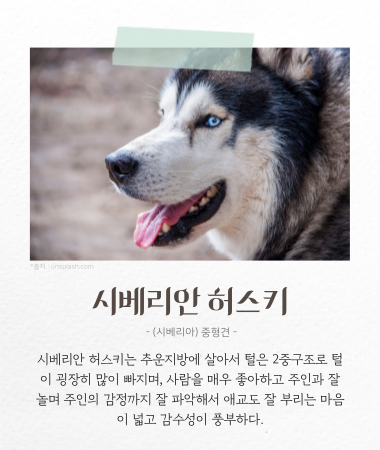 *출처 : unsplash.com
시베리안 허스키
- (시베리아) 중형견 -
시베리안 허스키는 추운지방에 살아서 털은 2중구조로 털
이 굉장히 많이 빠지며, 사람을 매우 좋아하고 주인과 잘
놀며 주인의 감정까지 잘 파악해서 애교도 잘 부리는 마음
이 넓고 감수성이 풍부하다.